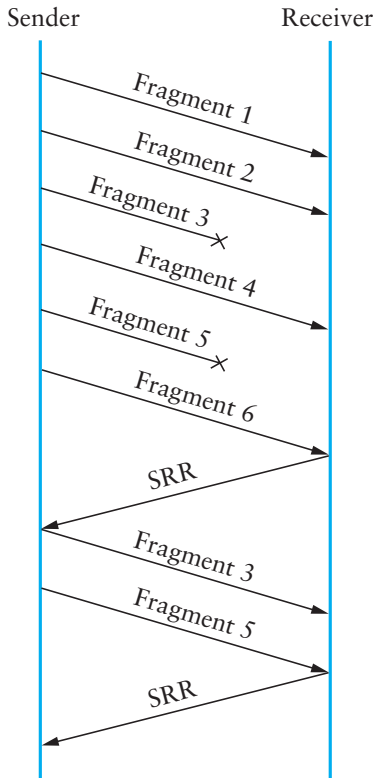 Sender
Receiver
Fragment 1
Fragment 2
Fragment 3
Fragment 4
Fragment 5
Fragment 6
SRR
Fragment 3
Fragment 5
SRR